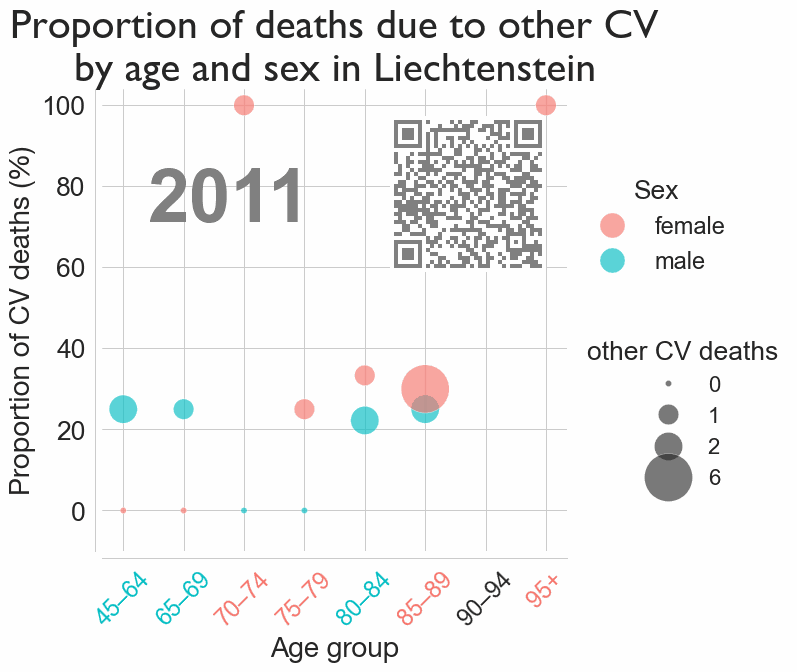 Proportion of deaths due to other CV
by age and sex in Liechtenstein
Proportion of CV deaths (%)
100
80
60
40
20
0
2011
45–64
65–69
70–74
75–79
80–84
85–89
90–94
95+
Age group
Sex
female
male
other CV deaths
0
1
2
6